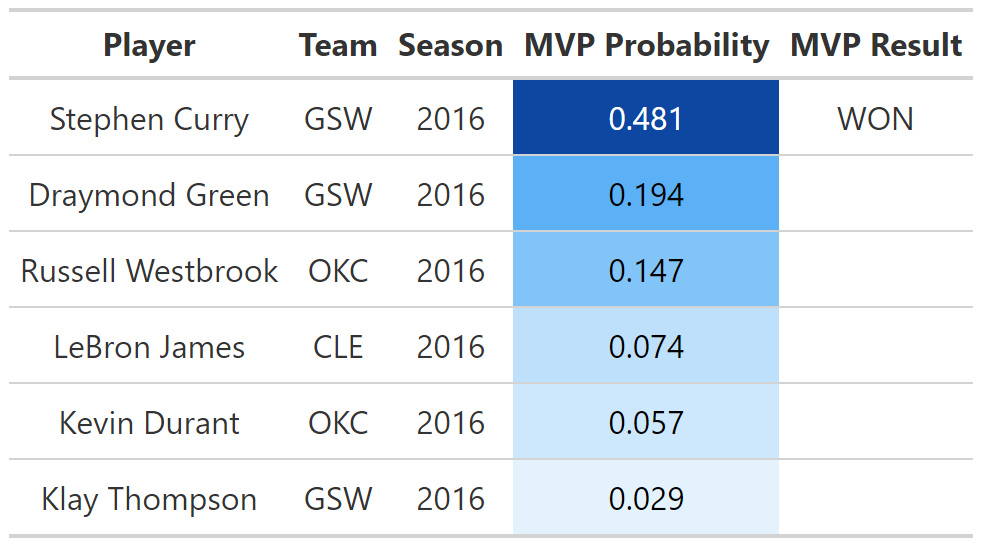 Player Team Season MVP Probability MVP Result
Stephen Curry GSW 2016 0.481 WON
Draymond Green GSW 2016 0.194
Russell Westbrook OKC 2016 0.147
LeBron James CLE 2016 0.074
Kevin Durant OKC 2016 0.057
Klay Thompson GSW 2016 0.029